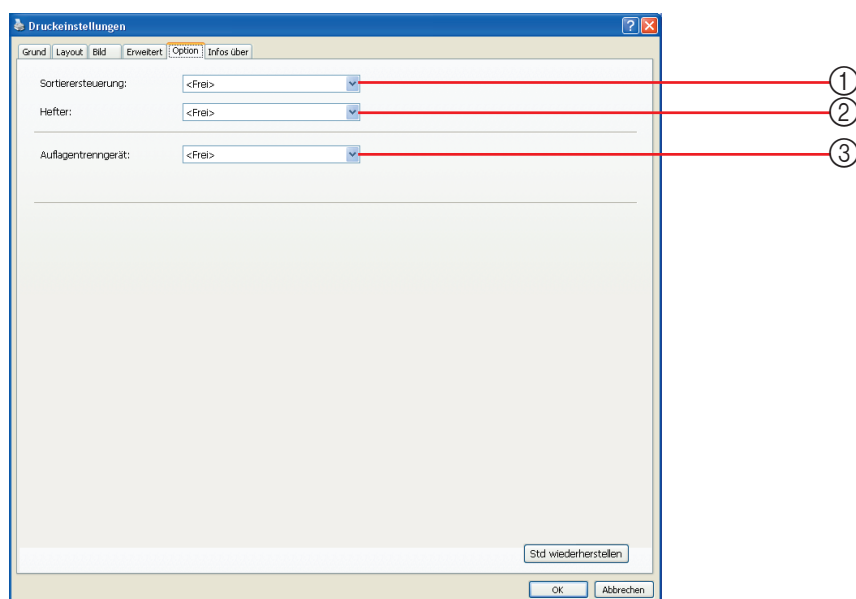 Druckeinstellungen
Grund Layout Bild Erweitert Option Infos über
Sortierersteuerung: <Frei> ①
Hefter: <Frei> ②
Auflagentrenngerät: <Frei> ③
Std wiederherstellen
OK Abbrechen